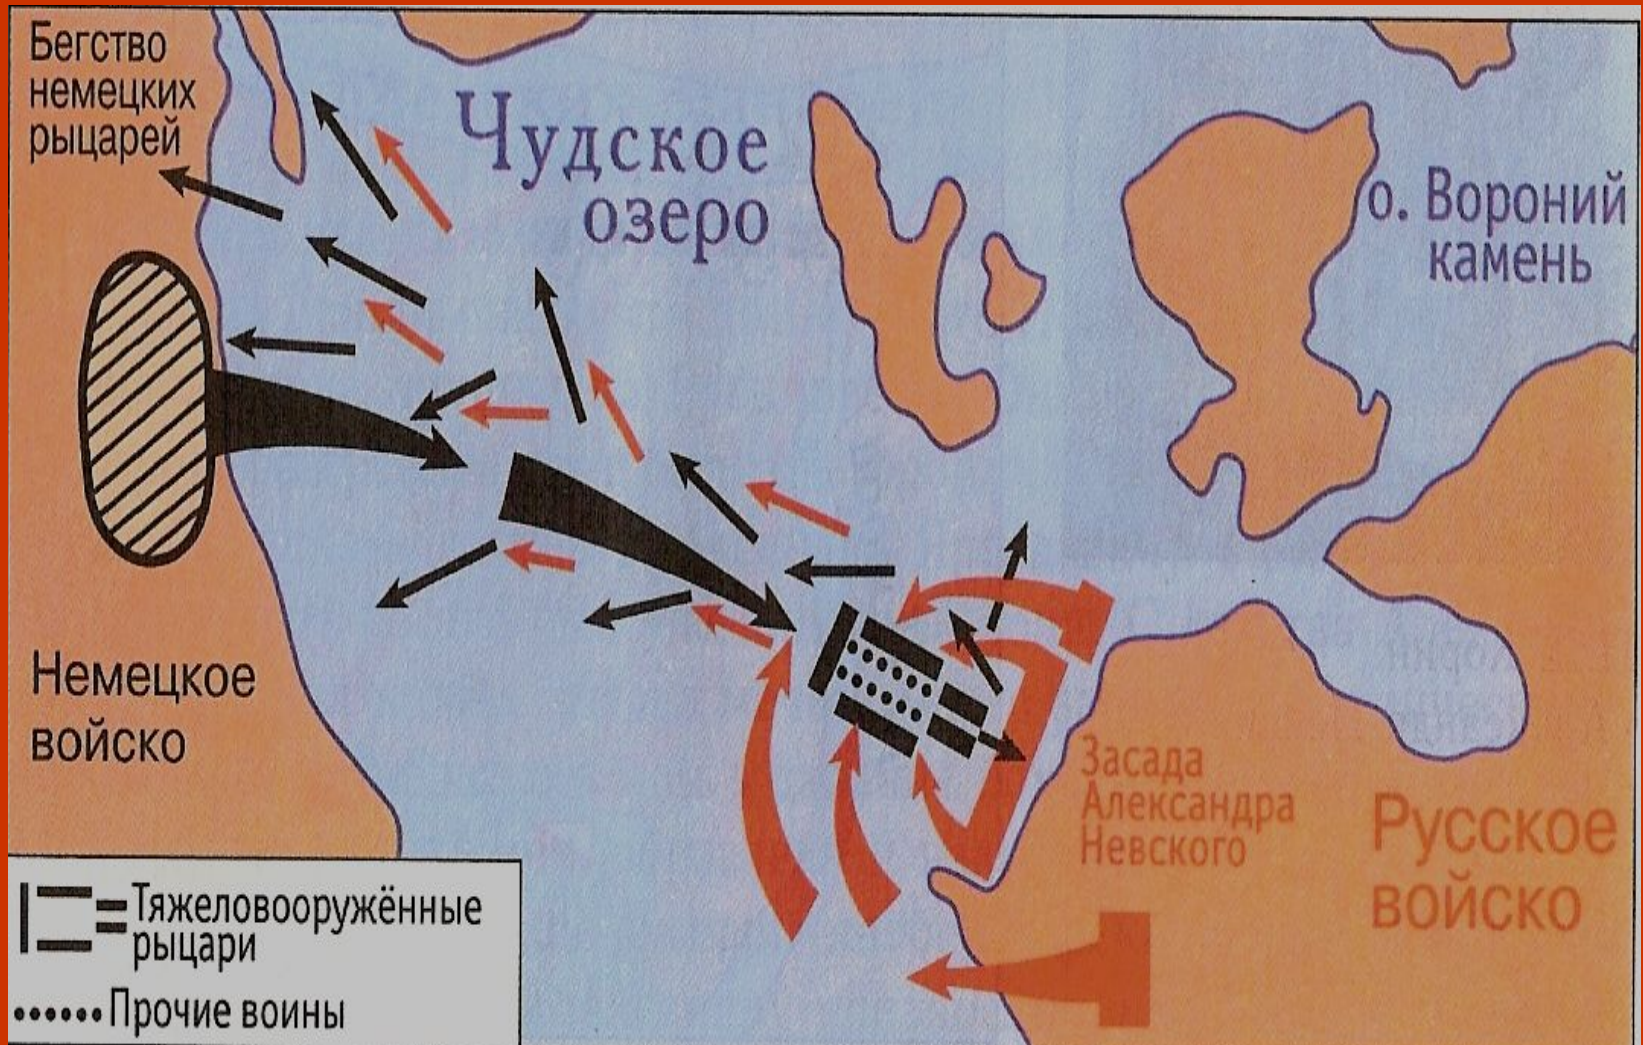 Бегство
немецких
рыцарей
Чудское
озеро
о. Вороний
камень
Немецкое
войско
Засада
Александра
Невского
Русское
войско
Тяжеловооружённые
рыцари
Прочие воины